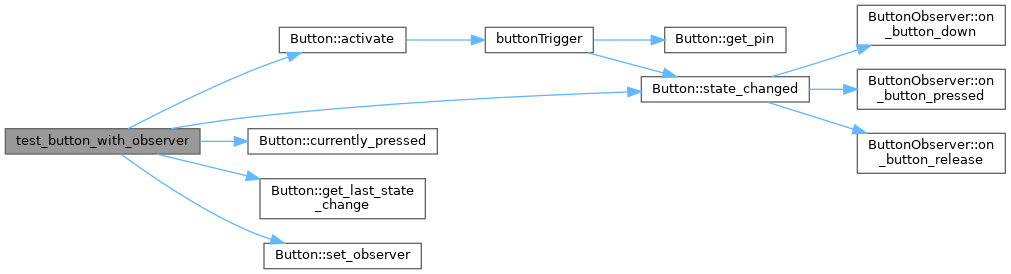 test_button_with_observer
Button::activate
buttonTrigger
Button::get_pin
Button::state_changed
ButtonObserver::on
_button_down
ButtonObserver::on
_button_pressed
ButtonObserver::on
_button_release
Button::currently_pressed
Button::get_last_state
_change
Button::set_observer